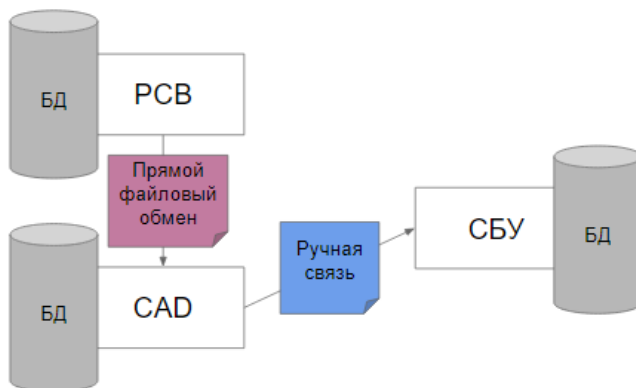 БД
PCB
Прямой
файловый
обмен
БД
CAD
Ручная
связь
СБУ
БД